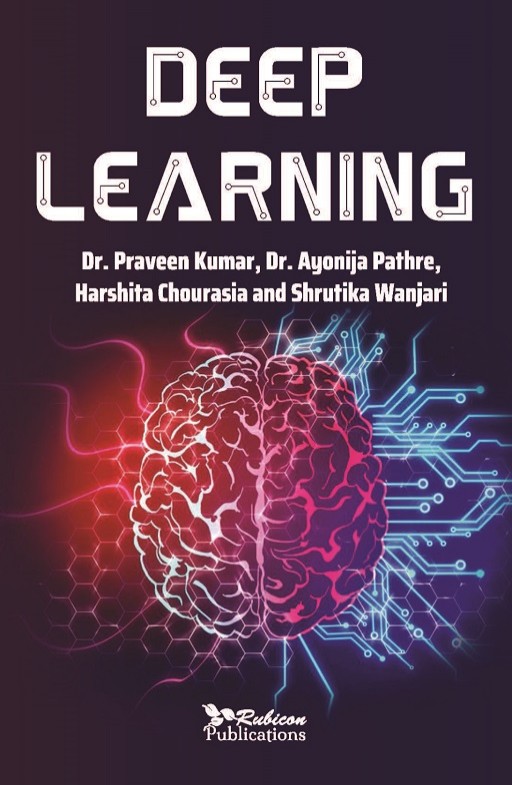 DEEP
LEARNING
Dr. Praveen Kumar, Dr. Ayonija Pathre,
Harshita Chourasia and Shrutika Wanjari
Rubicon
Publications